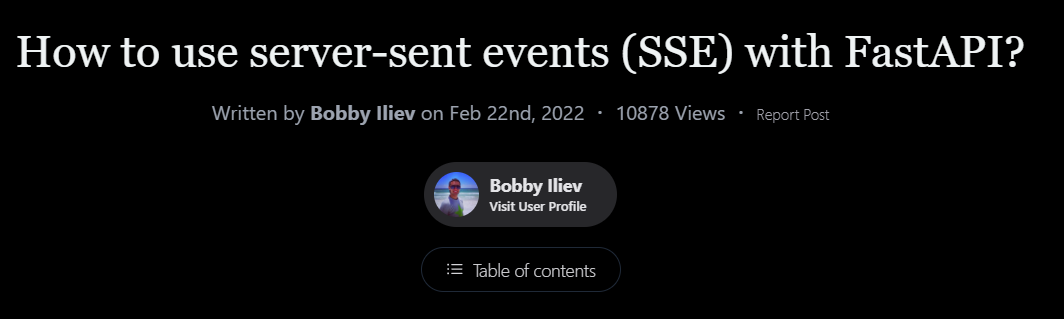 How to use server-sent events (SSE) with FastAPI?
Written by Bobby Iliev on Feb 22nd, 2022 · 10878 Views · Report Post
Bobby Iliev
Visit User Profile
Table of contents